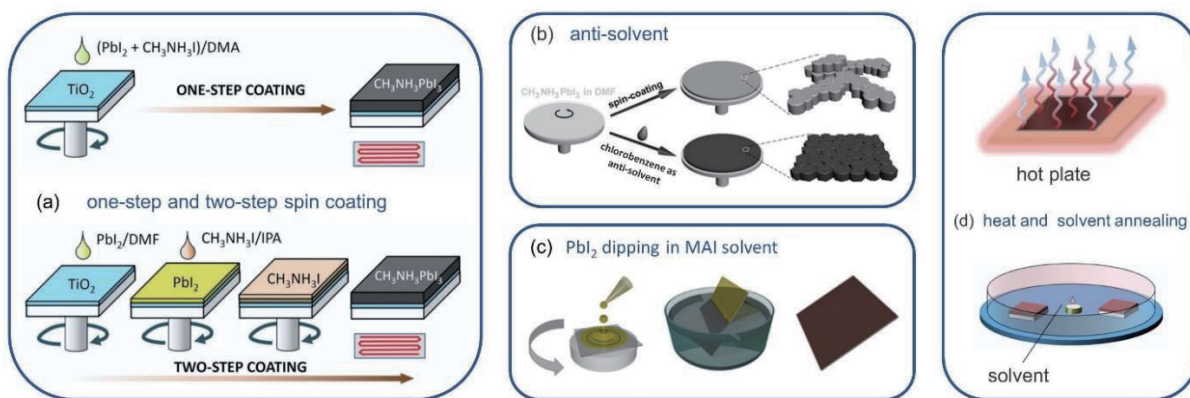 (PbI₂ + CH₃NH₃I)/DMA
TiO₂
ONE-STEP COATING
CH₃NH₃PbI₃
(a) one-step and two-step spin coating
PbI₂/DMF
CH₃NH₃I/IPA
TiO₂
PbI₂
CH₃NH₃I
CH₃NH₃PbI₃
TWO-STEP COATING
(b) anti-solvent
CH₃NH₃PbI₃ in DMF
spin-coating
chlorobenzene as
anti-solvent
(c) PbI₂ dipping in MAI solvent
hot plate
(d) heat and solvent annealing
solvent